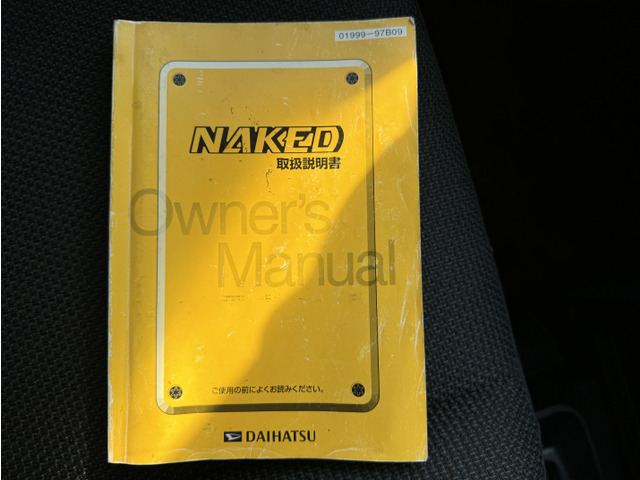 01999-97B09
NAKED
取扱説明書
Owner's
Manual
ご使用の前によくお読みください。
DAIHATSU